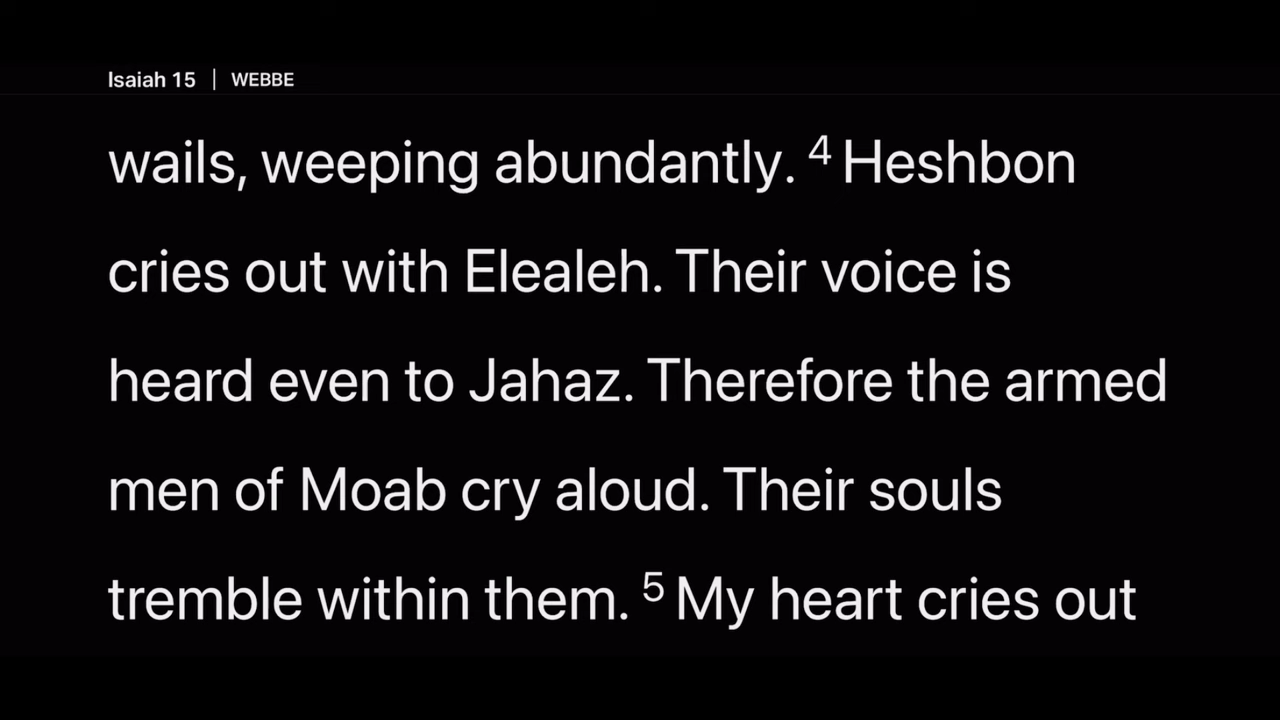 Isaiah 15 | WEBBE
wails, weeping abundantly. 4 Heshbon
cries out with Elealeh. Their voice is
heard even to Jahaz. Therefore the armed
men of Moab cry aloud. Their souls
tremble within them. 5 My heart cries out